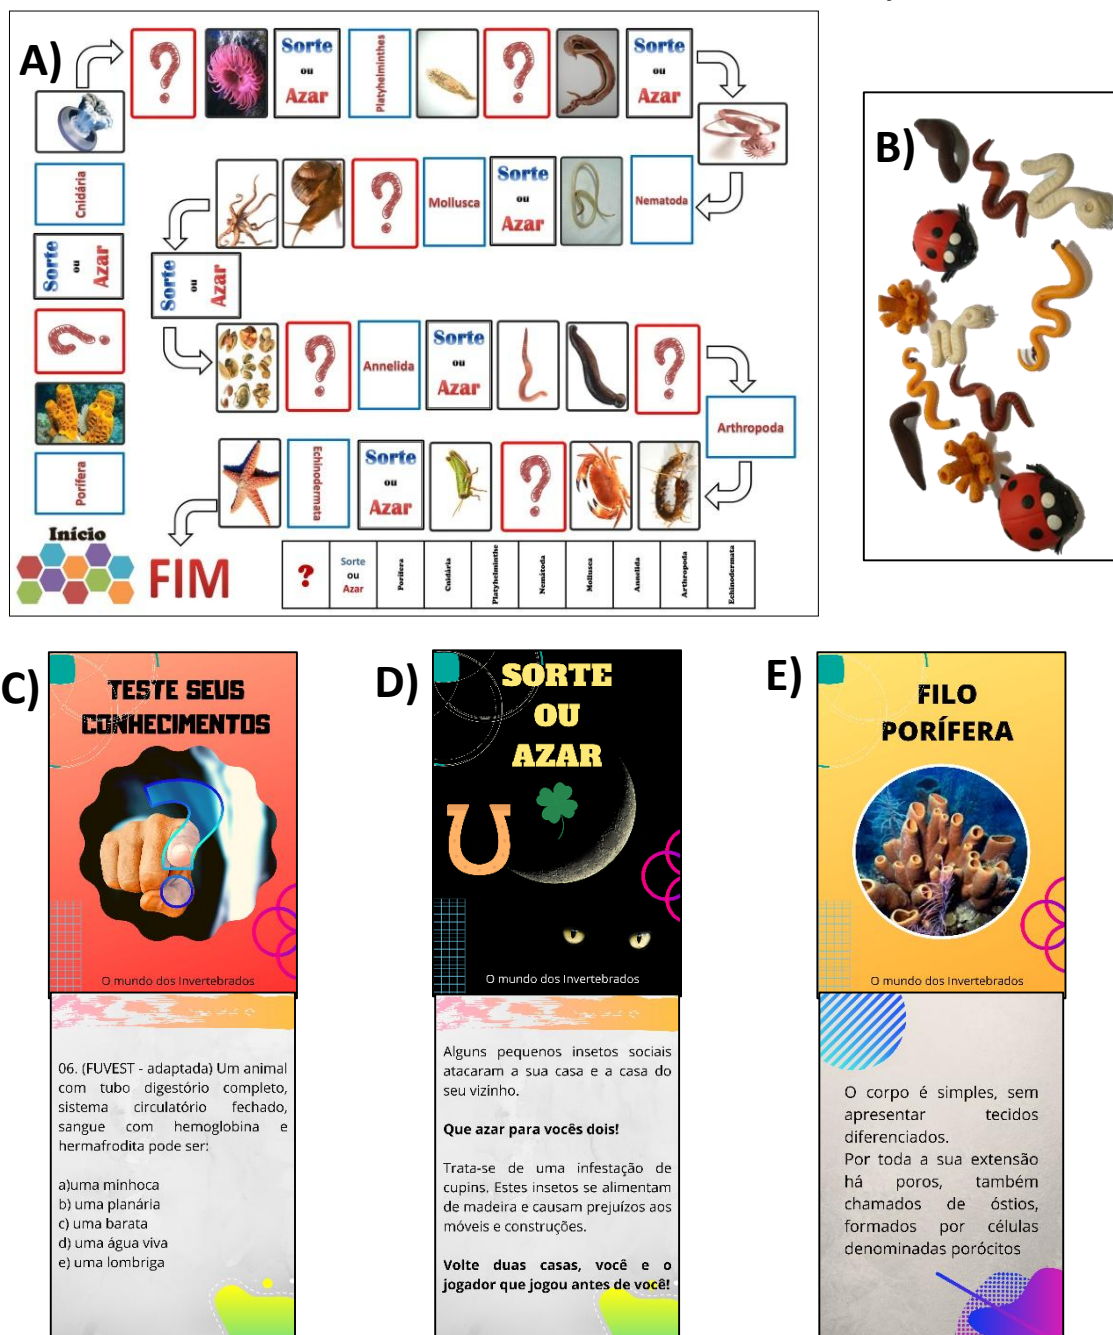 A)
?
Sorte
ou
Azar
Platyhelminthes
?
Sorte
ou
Azar
Cnidária
Sorte
ou
Azar
?
Porífera
Início
?
Mollusca
Sorte
ou
Azar
Nematoda
Sorte
ou
Azar
?
Annelida
Sorte
ou
Azar
?
Arthropoda
Echinodermata
Sorte
ou
Azar
?
FIM
?
Sorte
ou
Azar
Porífera
Cnidária
Platyhelminthe
Nemátoda
Mollusca
Annelida
Arthropoda
Echinodermata
B)
C)
TESTE SEUS
CONHECIMENTOS
?
O mundo dos Invertebrados
06. (FUVEST - adaptada) Um animal
com tubo digestório completo,
sistema circulatório fechado,
sangue com hemoglobina e
hermafrodita pode ser:
a)uma minhoca
b) uma planária
c) uma barata
d) uma água viva
e) uma lombriga
D)
SORTE
OU
AZAR
O mundo dos Invertebrados
Alguns pequenos insetos sociais
atacaram a sua casa e a casa do
seu vizinho.
Que azar para vocês dois!
Trata-se de uma infestação de
cupins. Estes insetos se alimentam
de madeira e causam prejuízos aos
móveis e construções.
Volte duas casas, você e o
jogador que jogou antes de você!
E)
FILO
PORÍFERA
O mundo dos Invertebrados
O corpo é simples, sem
apresentar tecidos
diferenciados.
Por toda a sua extensão
há poros, também
chamados de óstios,
formados por células
denominadas porócitos